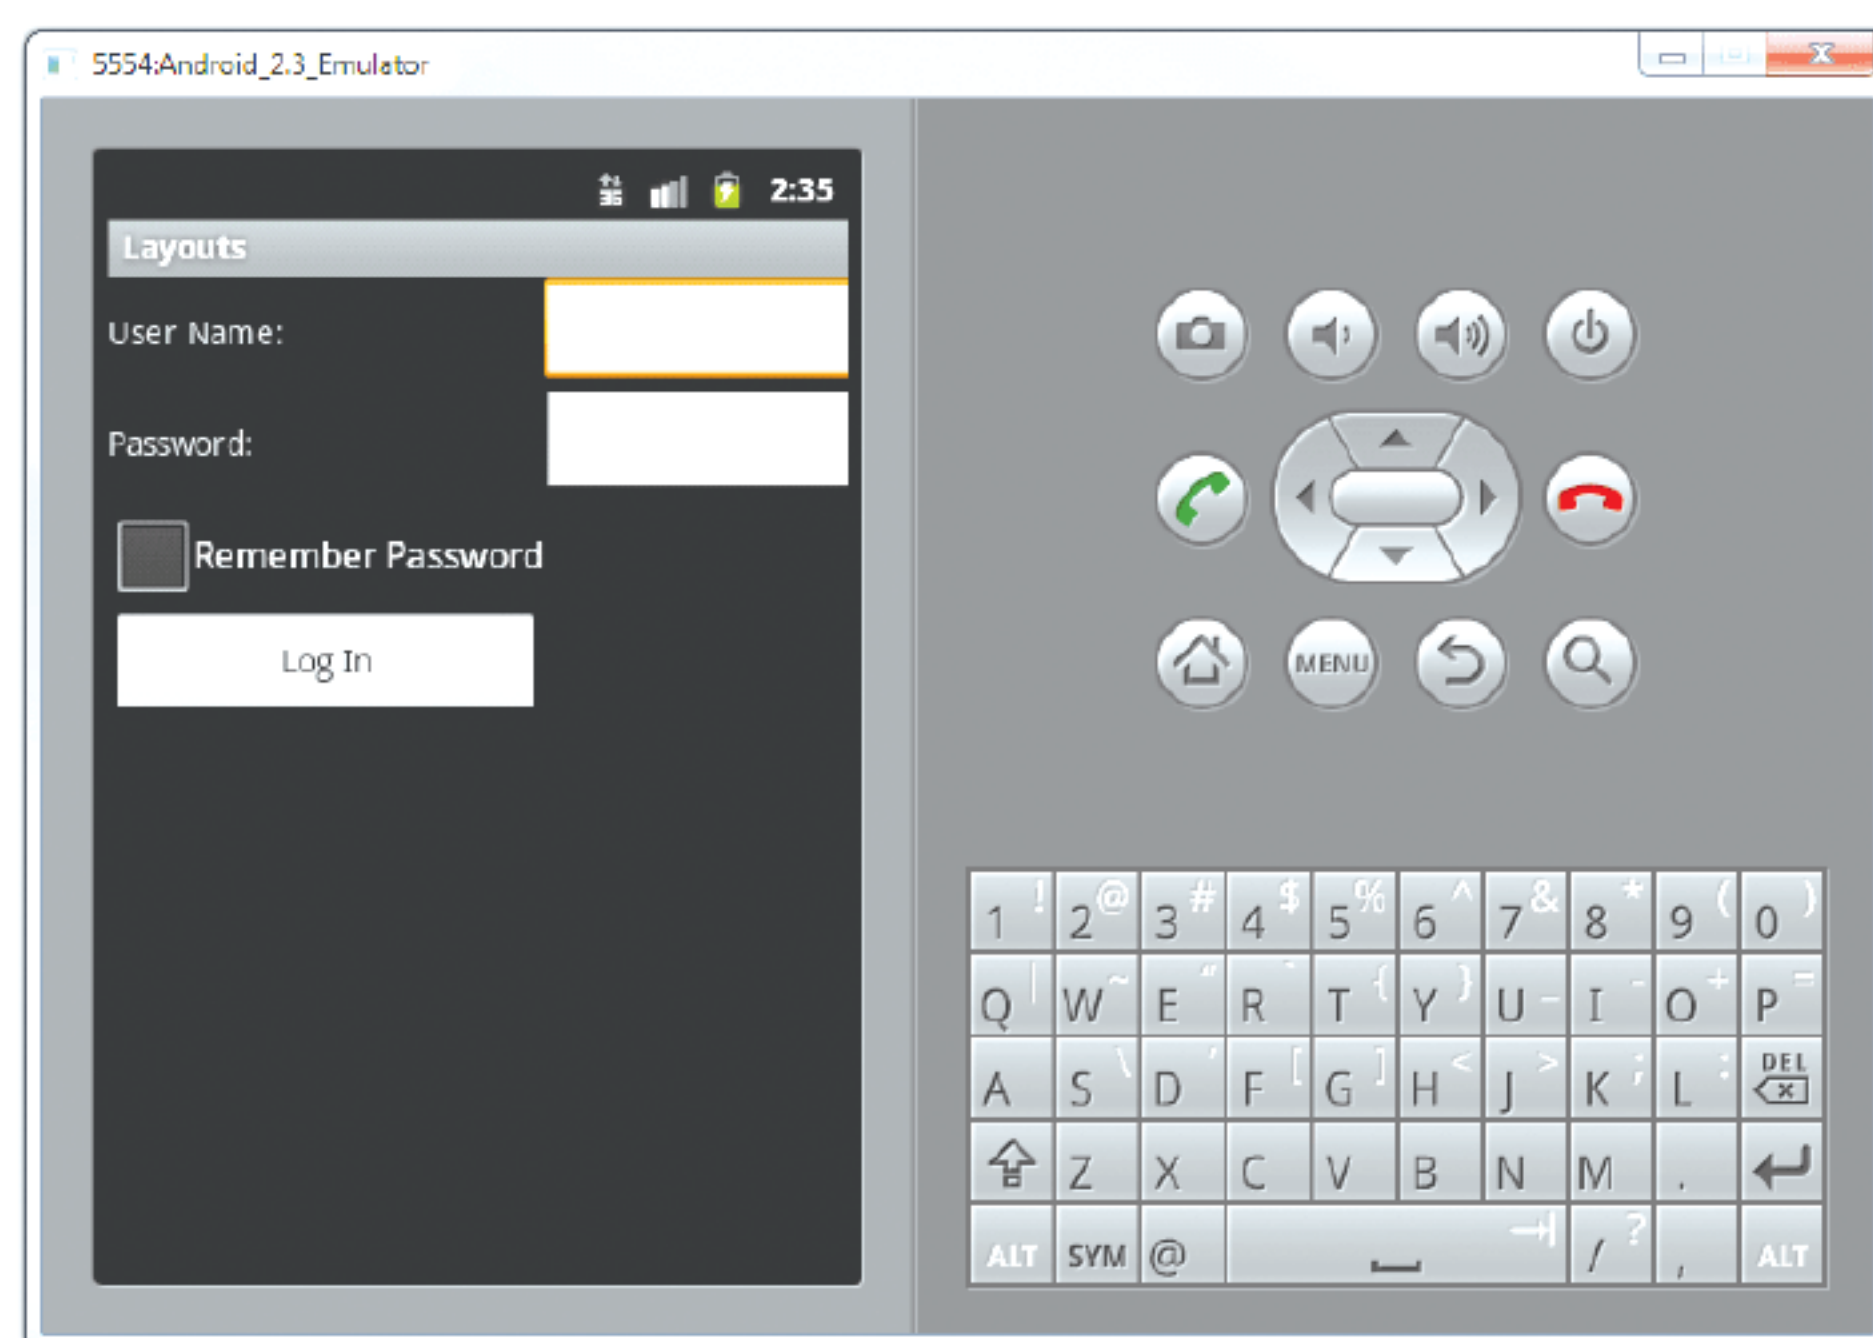 5554:Android_2.3_Emulator
2:35
Layouts
User Name:
Password:
Remember Password
Log In
MENU
1 ! 2 @ 3 # 4 $ 5 % 6 ^ 7 & 8 * 9 ( 0 )
Q | W ~ E " R ` T { Y } U _ I - O + P =
A S \ D ' F [ G ] H < J > K ; L : DEL
Z X C V B N M .
ALT SYM @ / ? , ALT